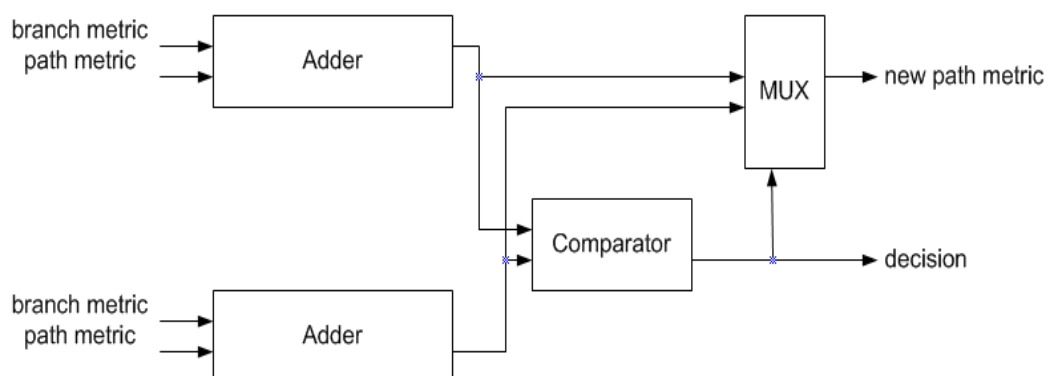 branch metric
path metric
Adder
MUX
new path metric
Comparator
decision
branch metric
path metric
Adder